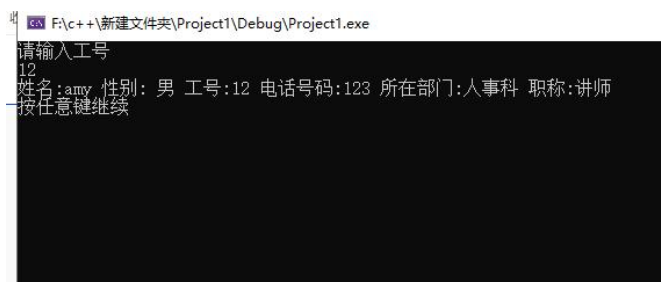 F:\c++\新建文件夹\Project1\Debug\Project1.exe
请输入工号
12
姓名:amy 性别: 男 工号:12 电话号码:123 所在部门:人事科 职称:讲师
按任意键继续